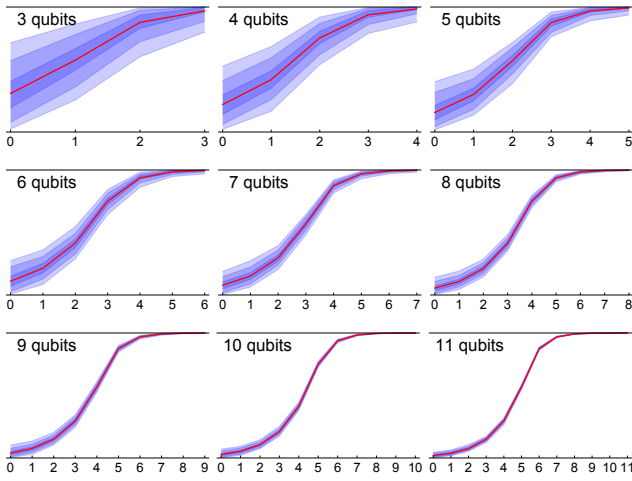 3 qubits
4 qubits
5 qubits
0 1 2 3
0 1 2 3 4
0 1 2 3 4 5
6 qubits
7 qubits
8 qubits
0 1 2 3 4 5 6
0 1 2 3 4 5 6 7
0 1 2 3 4 5 6 7 8
9 qubits
10 qubits
11 qubits
0 1 2 3 4 5 6 7 8 9
0 1 2 3 4 5 6 7 8 9 10
0 1 2 3 4 5 6 7 8 9 10 11